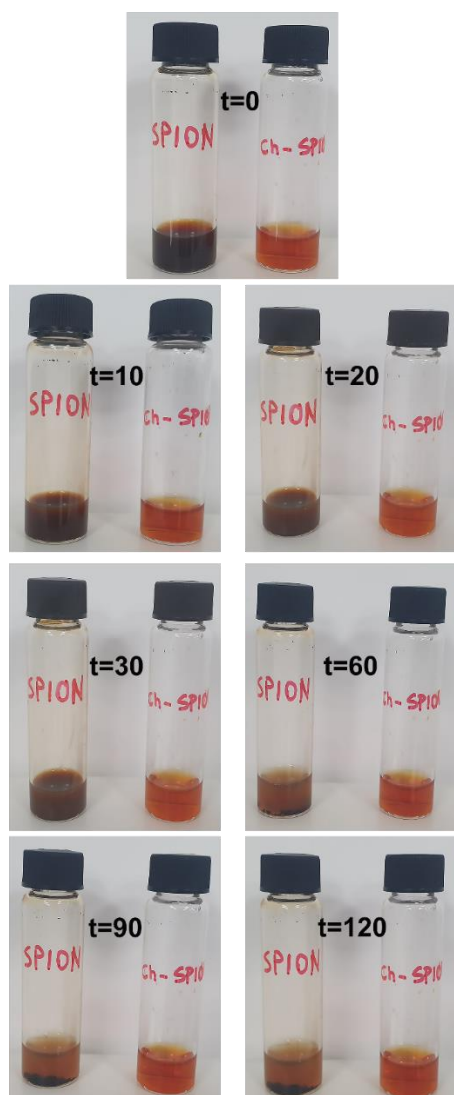 t=0
SPION
Ch-SPIO
t=10
SPION
Ch-SPIO
t=20
SPION
Ch-SPIO
t=30
SPION
Ch-SPIO
t=60
SPION
Ch-SPIO
t=90
SPION
Ch-SPIO
t=120
SPION
Ch-SPIO